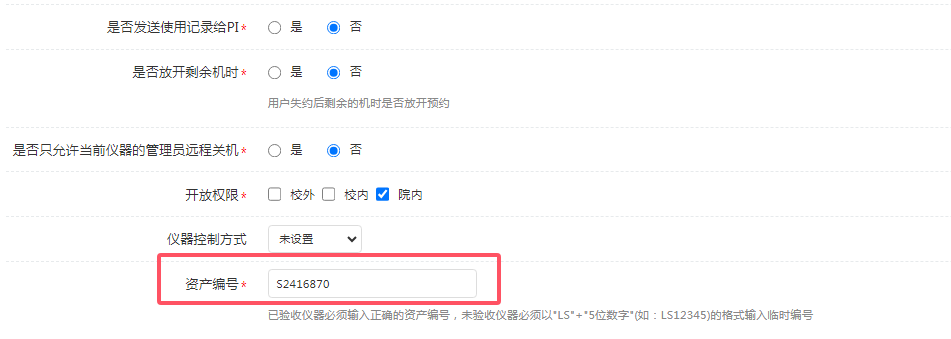 是否发送使用记录给PI* 是 否
是否放开剩余机时* 是 否
用户失约后剩余的机时是否放开预约
是否只允许当前仪器的管理员远程关机* 是 否
开放权限* 校外 校内 院内
仪器控制方式 未设置
资产编号* S2416870
已验收仪器必须输入正确的资产编号，未验收仪器必须以"LS"+"5位数字"(如：LS12345)的格式输入临时编号